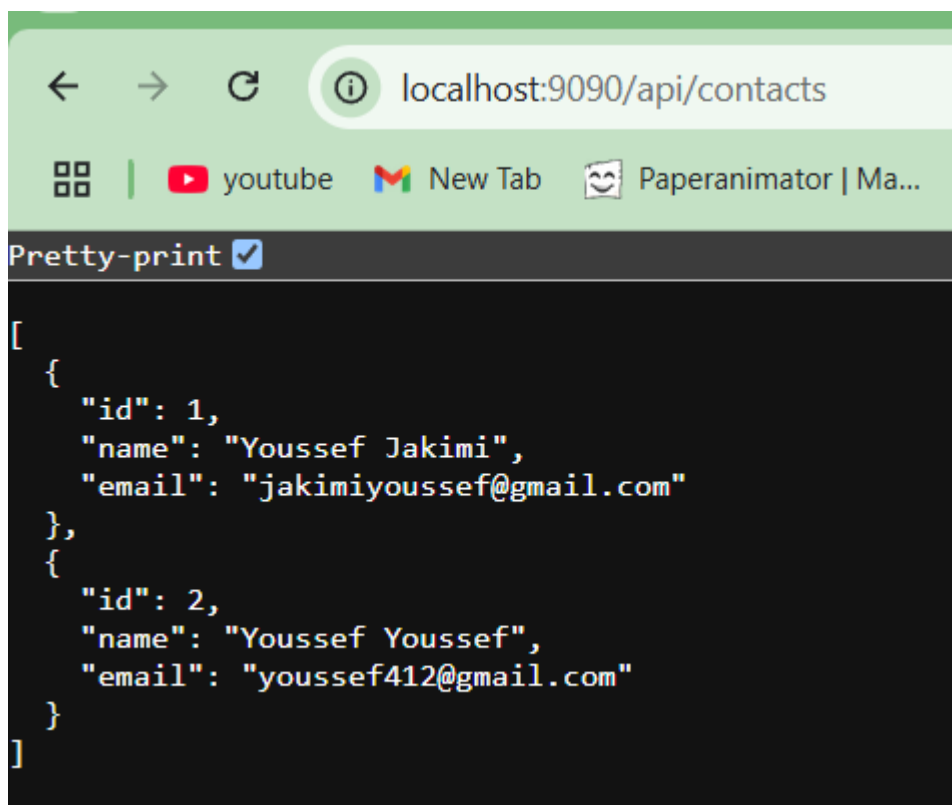 localhost:9090/api/contacts
youtube New Tab Paperanimator | Ma...
Pretty-print
[
  {
    "id": 1,
    "name": "Youssef Jakimi",
    "email": "jakimiyoussef@gmail.com"
  },
  {
    "id": 2,
    "name": "Youssef Youssef",
    "email": "youssef412@gmail.com"
  }
]